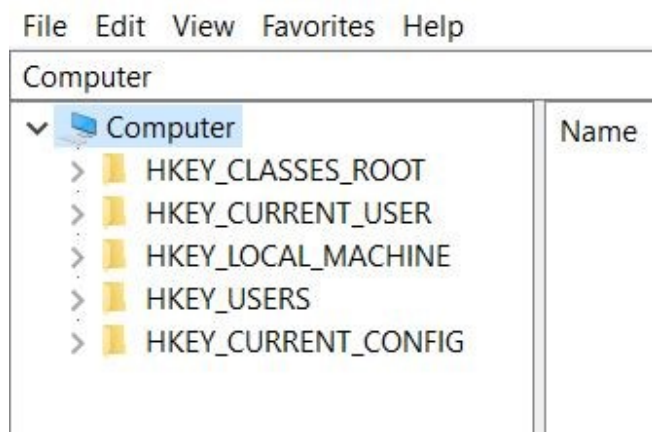 File Edit View Favorites Help
Computer
Computer
Name
HKEY_CLASSES_ROOT
HKEY_CURRENT_USER
HKEY_LOCAL_MACHINE
HKEY_USERS
HKEY_CURRENT_CONFIG